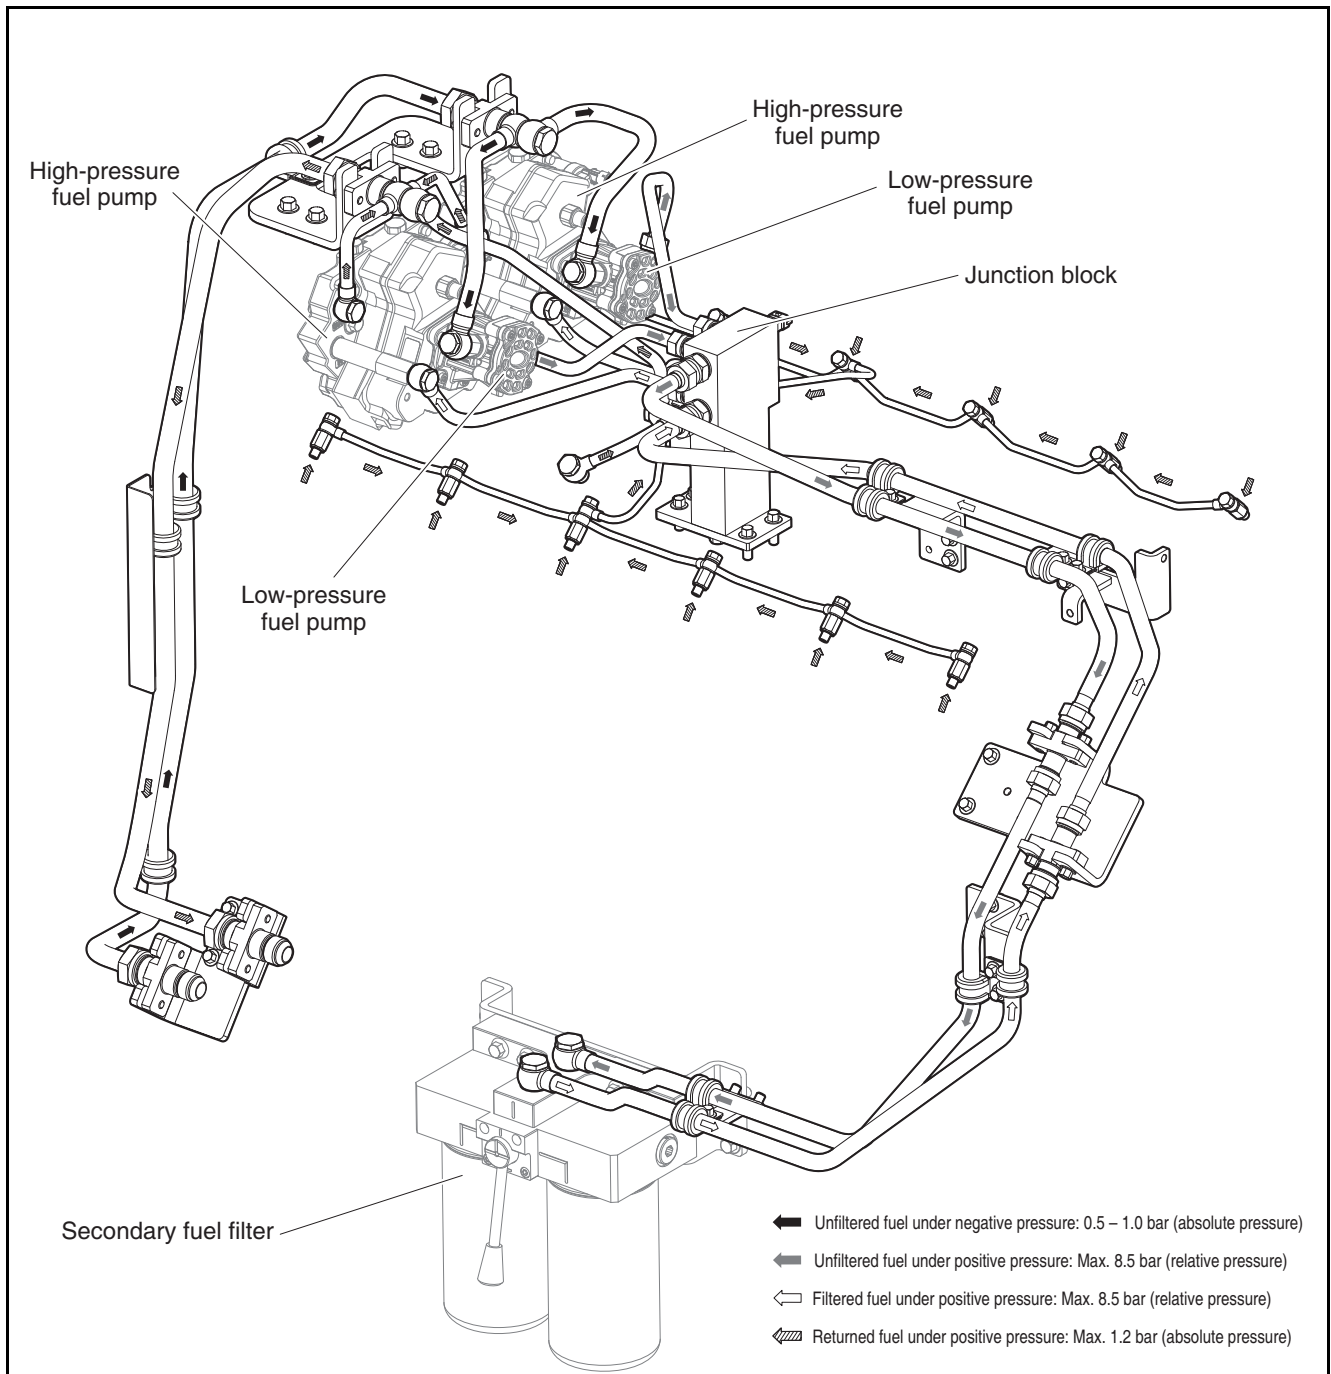 High-pressure
fuel pump
High-pressure
fuel pump
Low-pressure
fuel pump
Junction block
Low-pressure
fuel pump
Secondary fuel filter
Unfiltered fuel under negative pressure: 0.5 – 1.0 bar (absolute pressure)
Unfiltered fuel under positive pressure: Max. 8.5 bar (relative pressure)
Filtered fuel under positive pressure: Max. 8.5 bar (relative pressure)
Returned fuel under positive pressure: Max. 1.2 bar (absolute pressure)